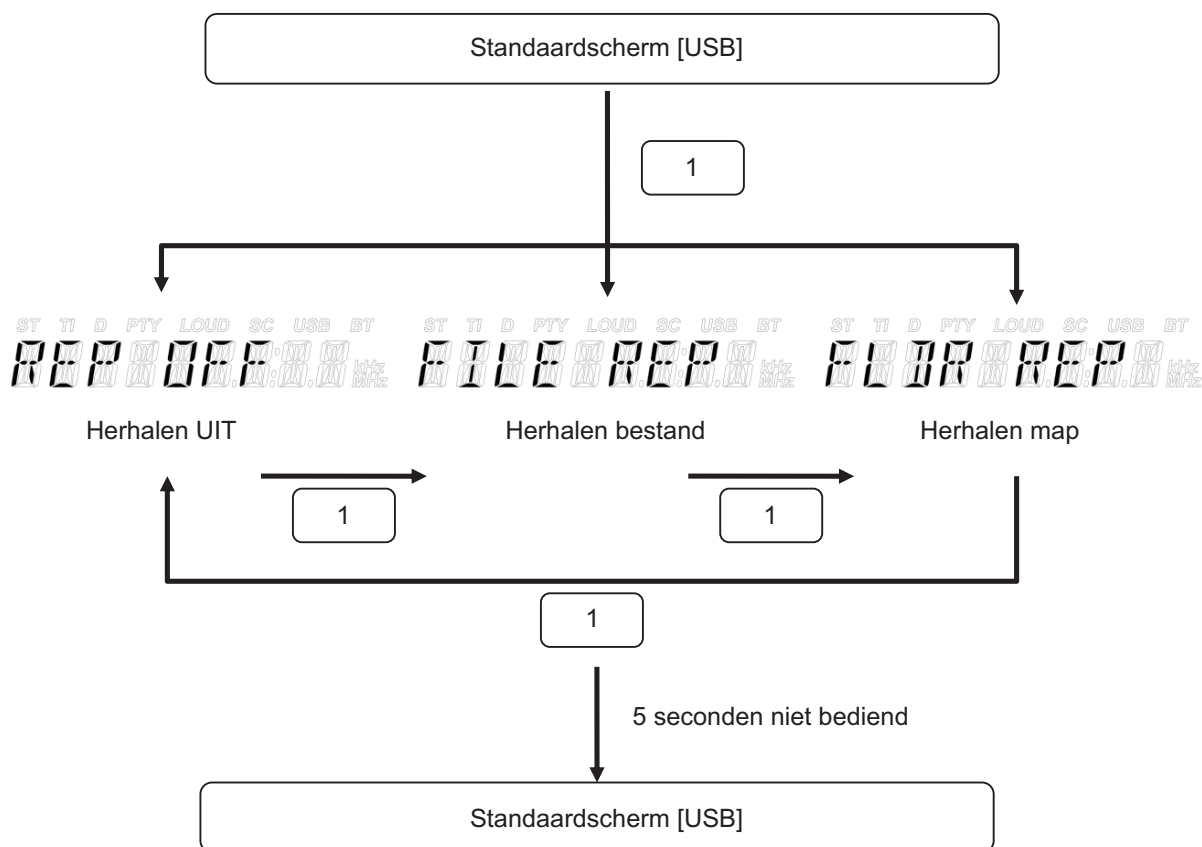 Standaardscherm [USB]
1
ST TI D PTY LOUD SC USB BT
REP OFF kHz
MHz
ST TI D PTY LOUD SC USB BT
FILE REP kHz
MHz
ST TI D PTY LOUD SC USB BT
FLDR REP kHz
MHz
Herhalen UIT
Herhalen bestand
Herhalen map
1
1
1
5 seconden niet bediend
Standaardscherm [USB]